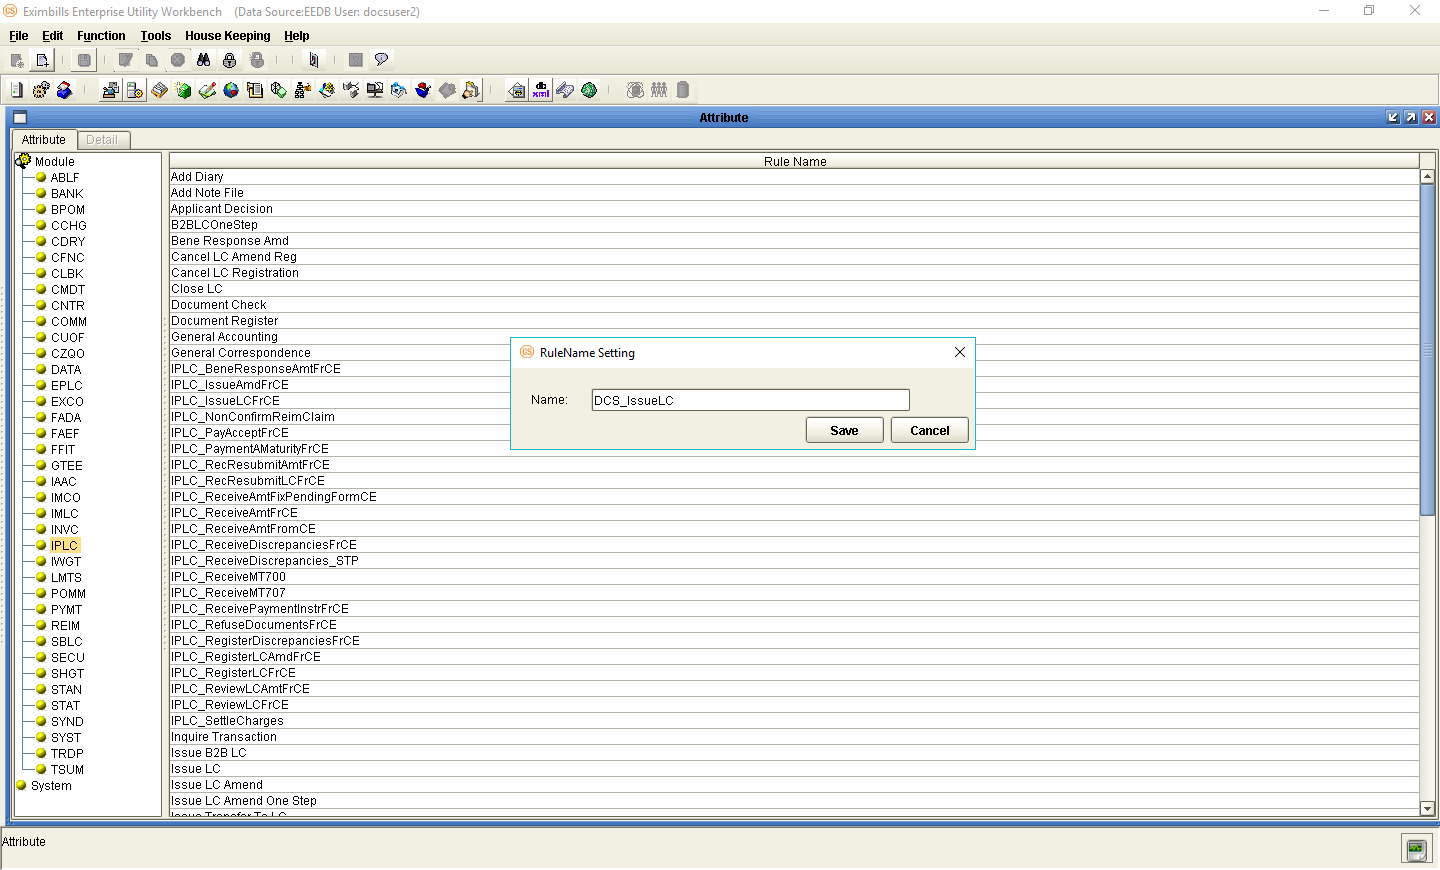 Eximbills Enterprise Utility Workbench (Data Source:EEDB User: docsuser2)
File Edit Function Tools House Keeping Help
Attribute
Attribute Detail
Module
ABLF
BANK
BPOM
CCHG
CDRY
CFNC
CLBK
CMDT
CNTR
COMM
CUOF
CZQO
DATA
EPLC
EXCO
FADA
FAEF
FFIT
GTEE
IAAC
IMCO
IMLC
INVC
IPLC
IWGT
LMTS
POMM
PYMT
REIM
SBLC
SECU
SHGT
STAN
STAT
SYND
SYST
TRDP
TSUM
System
Rule Name
Add Diary
Add Note File
Applicant Decision
B2BLCOneStep
Bene Response Amd
Cancel LC Amend Reg
Cancel LC Registration
Close LC
Document Check
Document Register
General Accounting
General Correspondence
IPLC_BeneResponseAmtFrCE
IPLC_IssueAmdFrCE
IPLC_IssueLCFrCE
IPLC_NonConfirmReimClaim
IPLC_PayAcceptFrCE
IPLC_PaymentAMaturityFrCE
IPLC_RecResubmitAmtFrCE
IPLC_RecResubmitLCFrCE
IPLC_ReceiveAmtFixPendingFormCE
IPLC_ReceiveAmtFrCE
IPLC_ReceiveAmtFromCE
IPLC_ReceiveDiscrepanciesFrCE
IPLC_ReceiveDiscrepancies_STP
IPLC_ReceiveMT700
IPLC_ReceiveMT707
IPLC_ReceivePaymentInstrFrCE
IPLC_RefuseDocumentsFrCE
IPLC_RegisterDiscrepanciesFrCE
IPLC_RegisterLCAmdFrCE
IPLC_RegisterLCFrCE
IPLC_ReviewLCAmtFrCE
IPLC_ReviewLCFrCE
IPLC_SettleCharges
Inquire Transaction
Issue B2B LC
Issue LC
Issue LC Amend
Issue LC Amend One Step
Issue Transfer To LC
RuleName Setting
Name: DCS_IssueLC
Save Cancel
Attribute